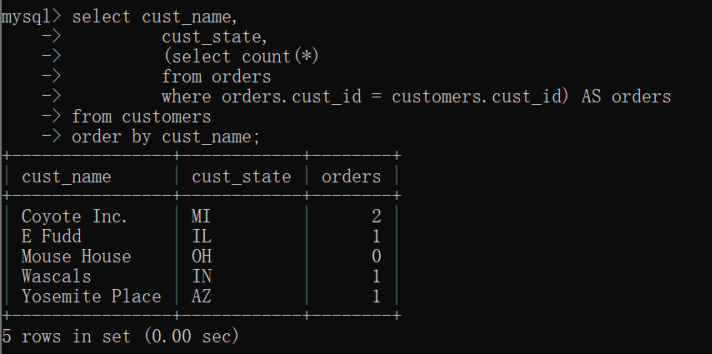 mysql> select cust_name,
    ->          cust_state,
    ->          (select count(*)
    ->          from orders
    ->          where orders.cust_id = customers.cust_id) AS orders
    -> from customers
    -> order by cust_name;
+----------------+------------+--------+
| cust_name      | cust_state | orders |
+----------------+------------+--------+
| Coyote Inc.    | MI         |      2 |
| E Fudd         | IL         |      1 |
| Mouse House    | OH         |      0 |
| Wascals        | IN         |      1 |
| Yosemite Place | AZ         |      1 |
+----------------+------------+--------+
5 rows in set (0.00 sec)